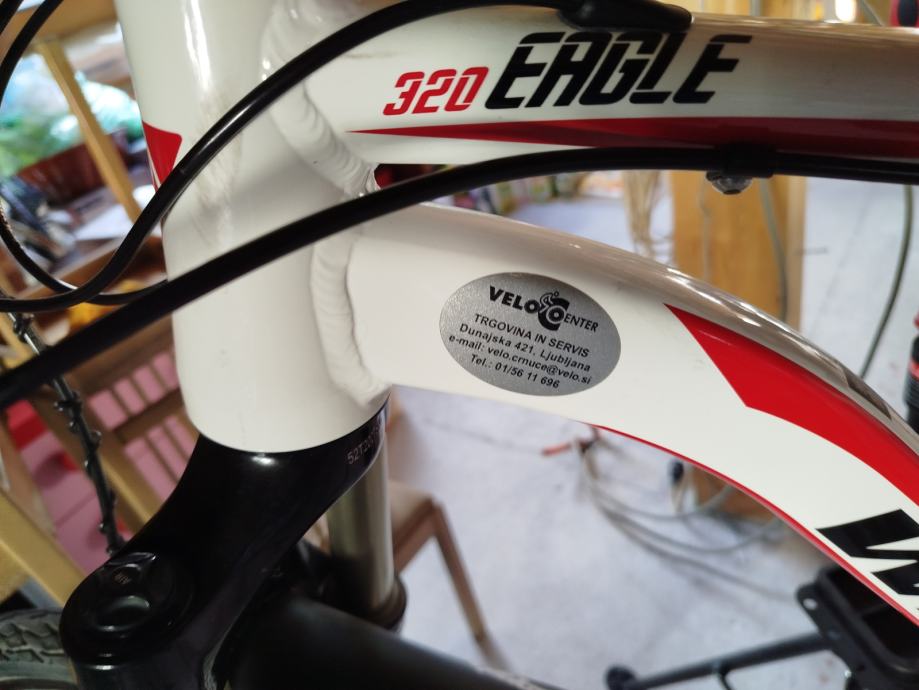 320 EAGLE
VELO CENTER
TRGOVINA IN SERVIS
Dunajska 421, Ljubljana
e-mail: velo.crnuce@velo.si
Tel.: 01/56 11 696
AIR